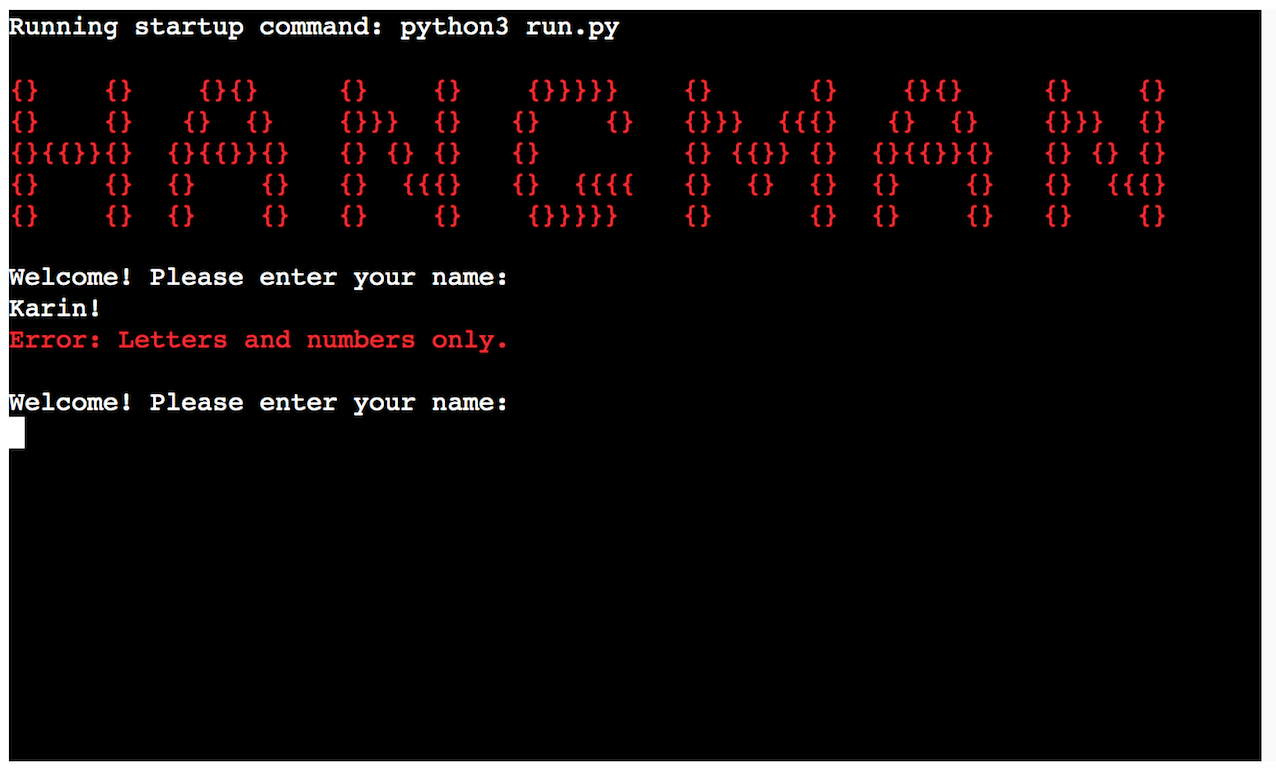 Running startup command: python3 run.py
{}    {}    {}{}     {}    {}    {}}}}}    {}      {}    {}{}     {}    {}
{}    {}   {}  {}    {}}}  {}   {}    {}   {}}}  {{{}   {}  {}    {}}}  {}
{}{{}}{}  {}{{}}{}   {} {} {}   {}         {} {{}} {}  {}{{}}{}   {} {} {}
{}    {}  {}    {}   {}  {{{}   {}  {{{{   {}  {}  {}  {}    {}   {}  {{{}
{}    {}  {}    {}   {}    {}    {}}}}}    {}      {}  {}    {}   {}    {}
Welcome! Please enter your name:
Karin!
Error: Letters and numbers only.
Welcome! Please enter your name: